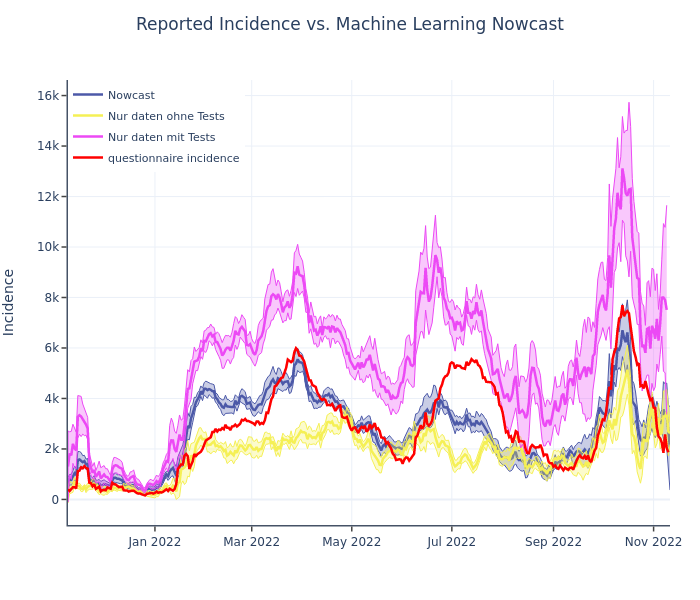 Reported Incidence vs. Machine Learning Nowcast
Nowcast
Nur daten ohne Tests
Nur daten mit Tests
questionnaire incidence
16k
14k
12k
10k
8k
6k
4k
2k
0
Incidence
Jan 2022
Mar 2022
May 2022
Jul 2022
Sep 2022
Nov 2022